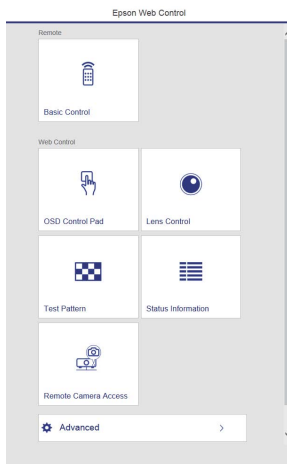 Epson Web Control
Remote
Basic Control
Web Control
OSD Control Pad
Lens Control
Test Pattern
Status Information
Remote Camera Access
Advanced